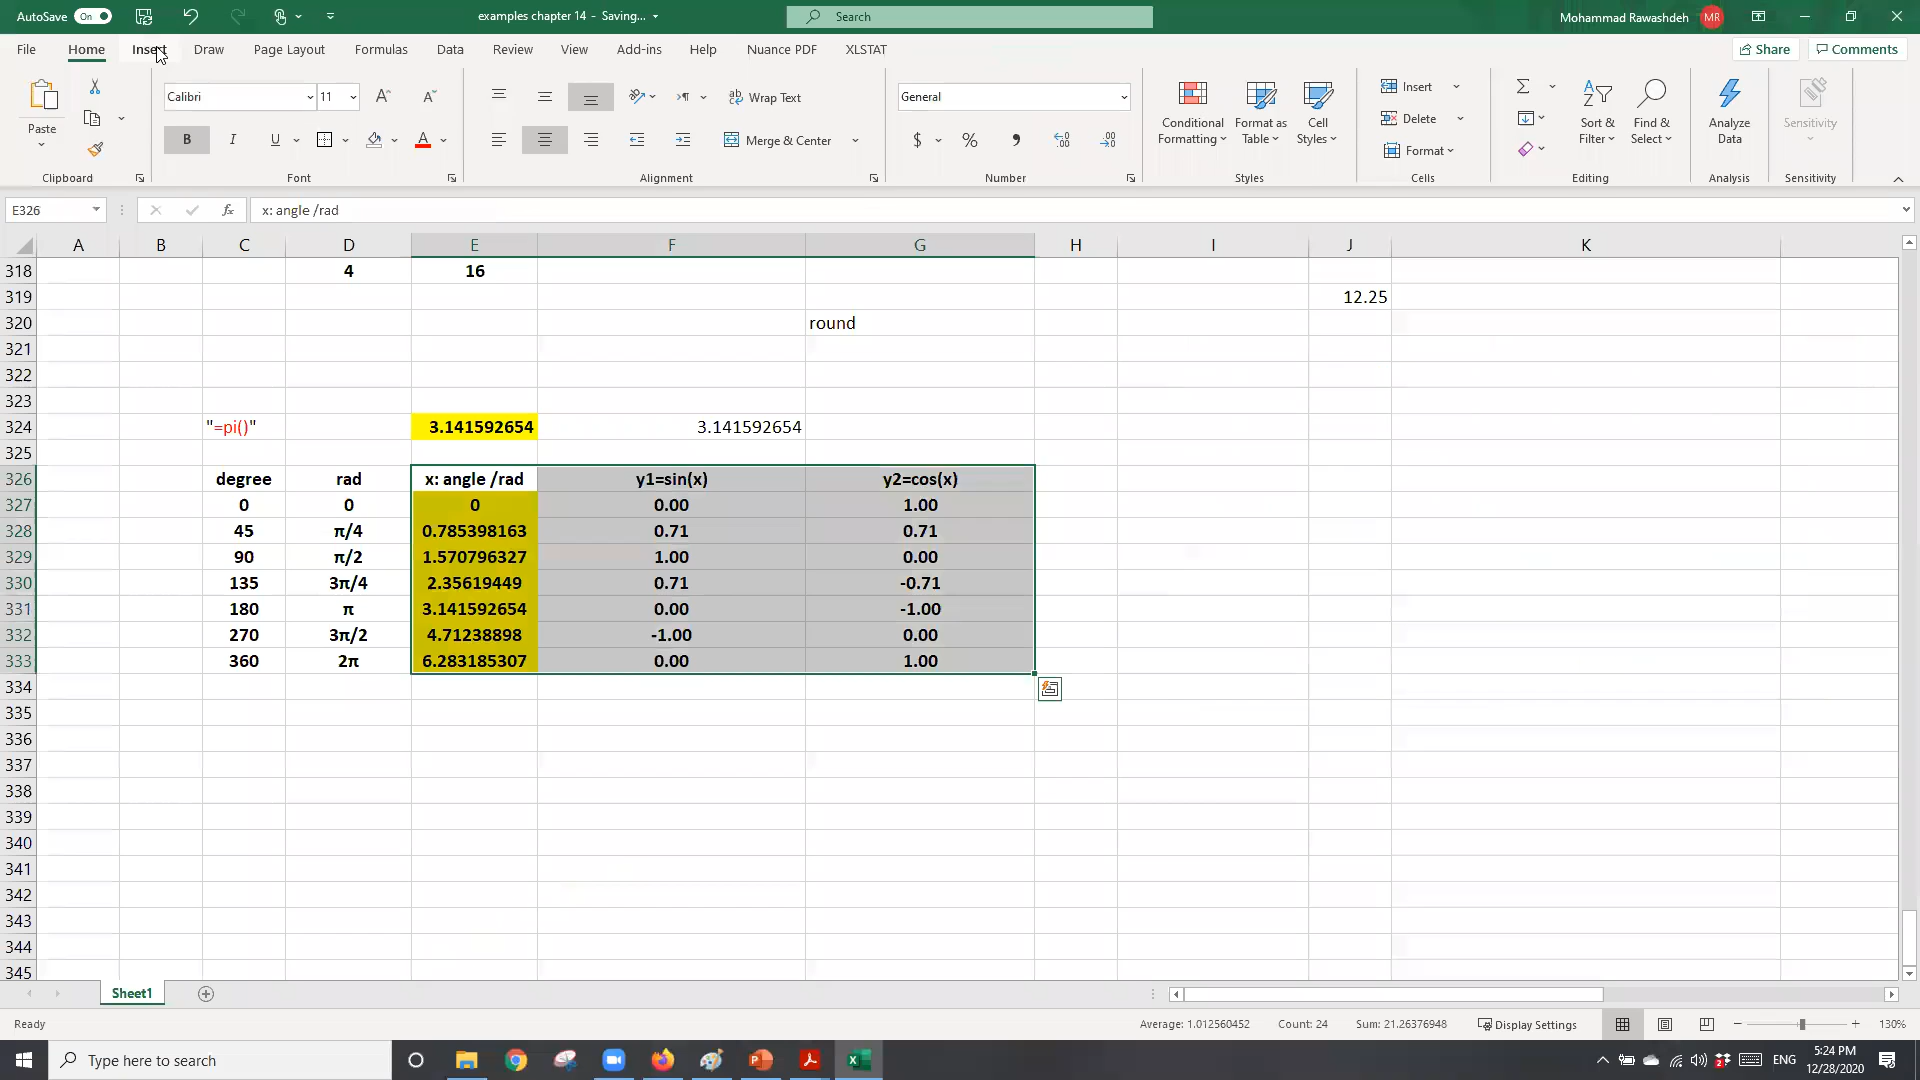 AutoSave On examples chapter 14 - Saving... Search Mohammad Rawashdeh MR
File Home Insert Draw Page Layout Formulas Data Review View Add-ins Help Nuance PDF XLSTAT Share Comments
Paste Calibri 11 A A Wrap Text General Conditional Formatting Format as Table Cell Styles Insert Delete Format Sort & Filter Find & Select Analyze Data Sensitivity
B I U A Merge & Center $ % ,
Clipboard Font Alignment Number Styles Cells Editing Analysis Sensitivity
E326 fx x: angle /rad
A B C D E F G H I J K
318 4 16
319 12.25
320 round
321
322
323
324 "=pi()" 3.141592654 3.141592654
325
326 degree rad x: angle /rad y1=sin(x) y2=cos(x)
327 0 0 0 0.00 1.00
328 45 π/4 0.785398163 0.71 0.71
329 90 π/2 1.570796327 1.00 0.00
330 135 3π/4 2.35619449 0.71 -0.71
331 180 π 3.141592654 0.00 -1.00
332 270 3π/2 4.71238898 -1.00 0.00
333 360 2π 6.283185307 0.00 1.00
334
335
336
337
338
339
340
341
342
343
344
345
Sheet1
Ready Average: 1.012560452 Count: 24 Sum: 21.26376948 Display Settings 130%
Type here to search ENG 5:24 PM
12/28/2020